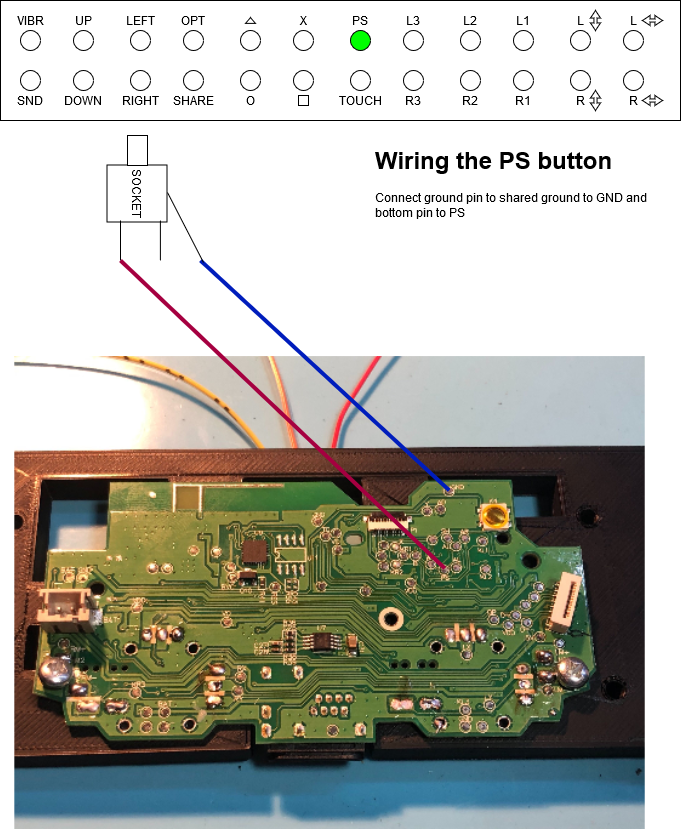 VIBR UP LEFT OPT △ X PS L3 L2 L1 L L
SND DOWN RIGHT SHARE O □ TOUCH R3 R2 R1 R R
SOCKET
Wiring the PS button
Connect ground pin to shared ground to GND and
bottom pin to PS